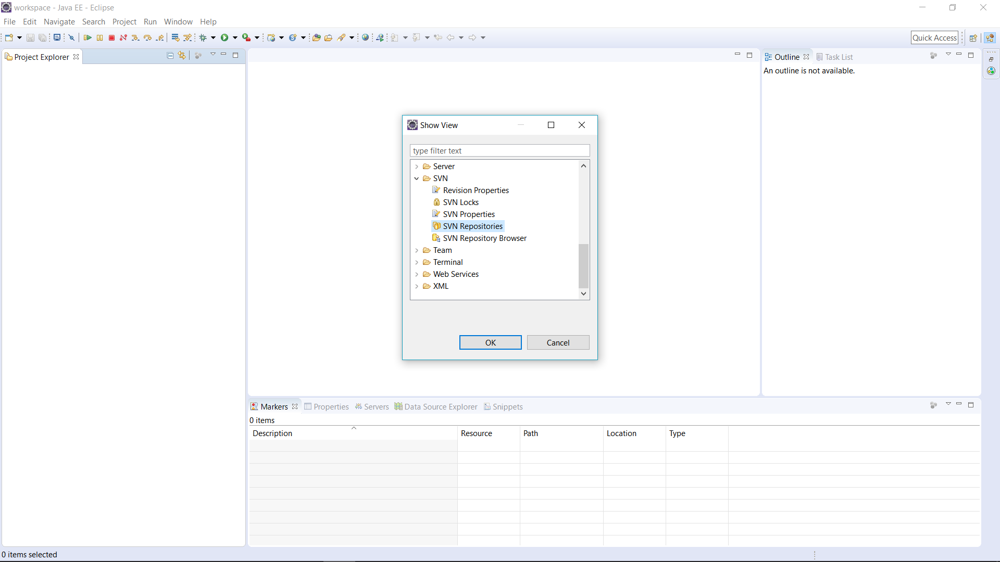 workspace - Java EE - Eclipse
File Edit Navigate Search Project Run Window Help
Quick Access
Project Explorer
Outline Task List
An outline is not available.
Show View
type filter text
Server
SVN
Revision Properties
SVN Locks
SVN Properties
SVN Repositories
SVN Repository Browser
Team
Terminal
Web Services
XML
OK Cancel
Markers Properties Servers Data Source Explorer Snippets
0 items
Description Resource Path Location Type
0 items selected